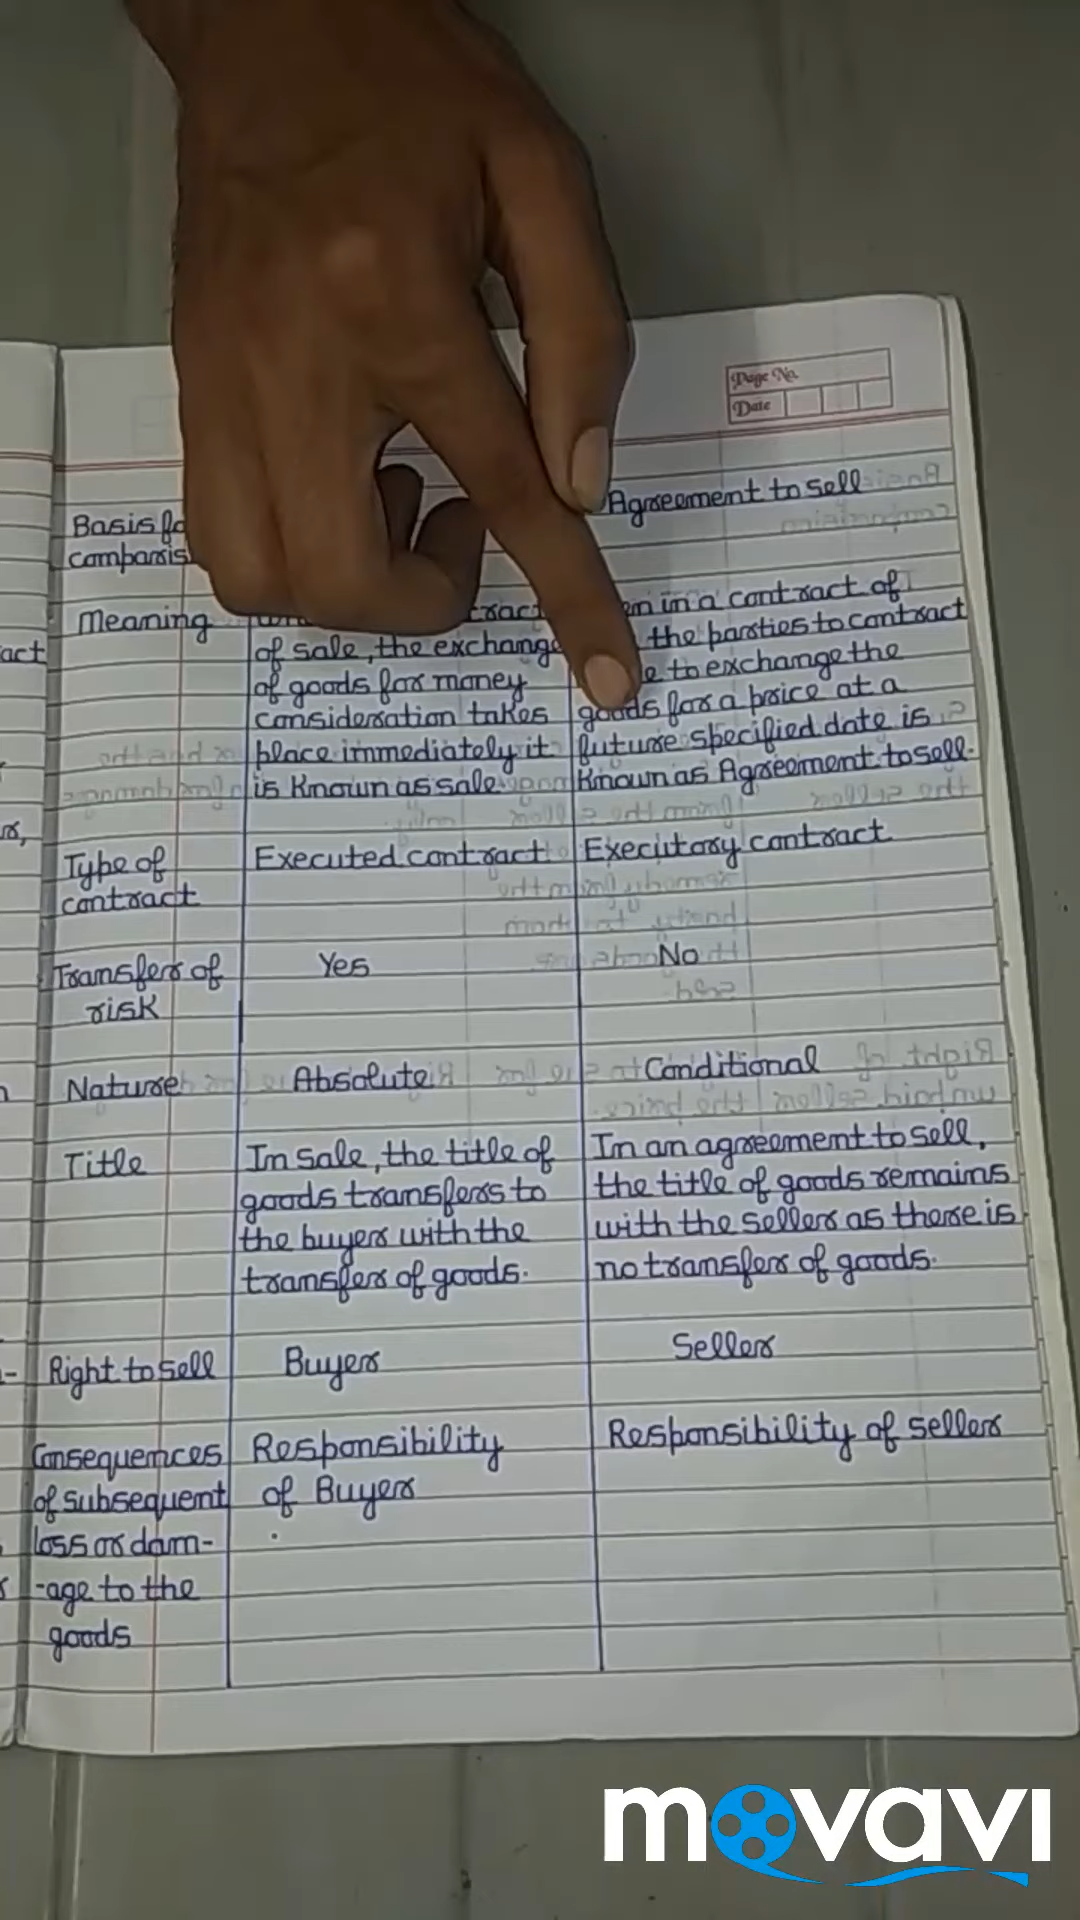 Page No.
Date
Agreement to sell
Basis fo
comparis
Meaning
of sale, the exchange
of goods for money
consideration takes
place immediately it
is Known as sale
in a contract of
the parties to contract
to exchange the
goods for a price at a
future specified date is
Known as Agreement to sell.
Type of
contract
Executed contract
Executory contract
Transfer of
risk
Yes
No
Nature
Absolute
Conditional
Title
In sale, the title of
goods transfers to
the buyer with the
transfer of goods.
In an agreement to sell,
the title of goods remains
with the seller as there is
no transfer of goods.
Right to sell
Buyer
Seller
Consequences
of subsequent
loss or dam-
-age to the
goods
Responsibility
of Buyer
Responsibility of seller
movavi